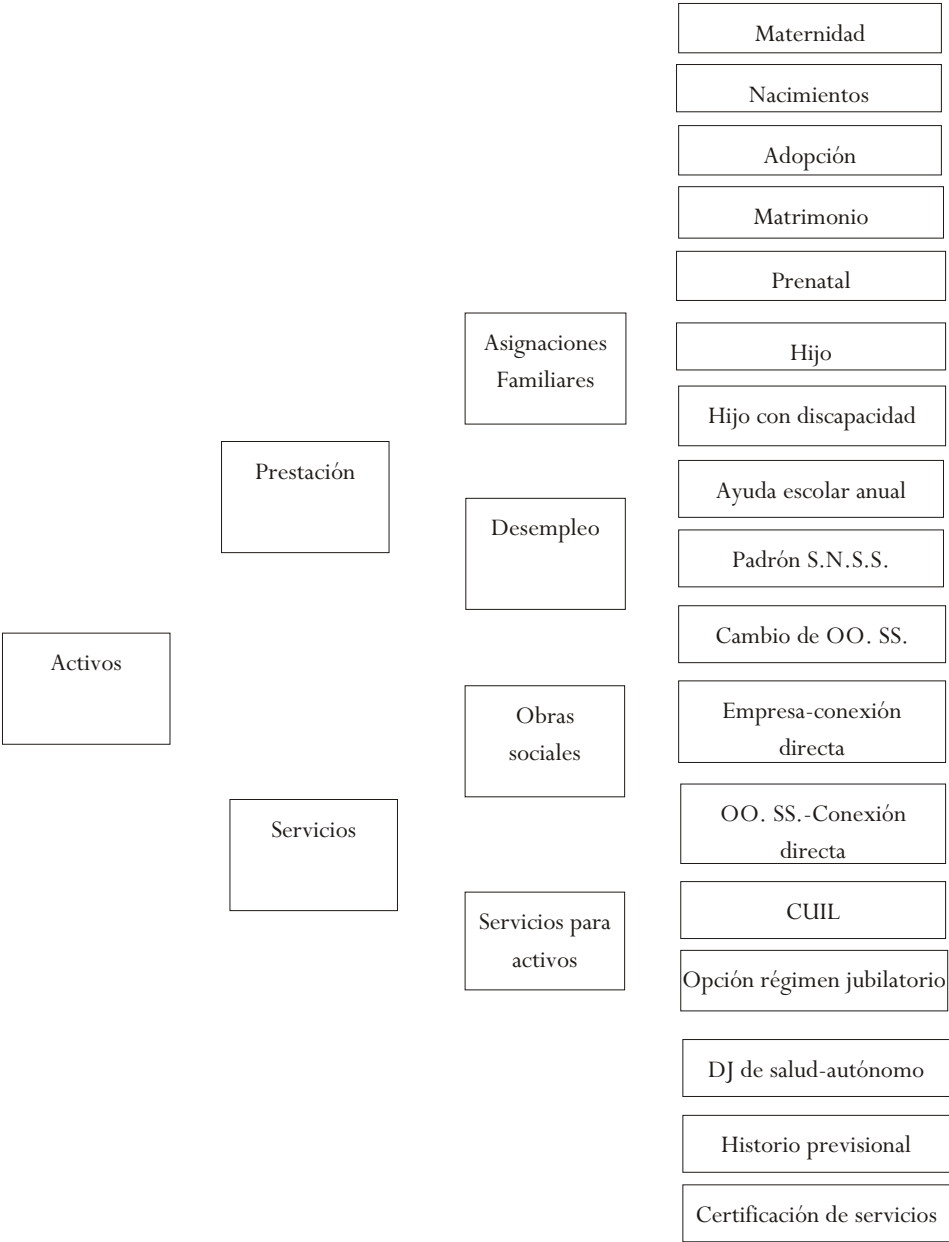 Maternidad
Nacimientos
Adopción
Matrimonio
Prenatal
Asignaciones
Familiares
Hijo
Hijo con discapacidad
Prestación
Ayuda escolar anual
Desempleo
Padrón S.N.S.S.
Cambio de OO. SS.
Activos
Obras
sociales
Empresa-conexión
directa
Servicios
OO. SS.-Conexión
directa
Servicios para
activos
CUIL
Opción régimen jubilatorio
DJ de salud-autónomo
Historio previsional
Certificación de servicios